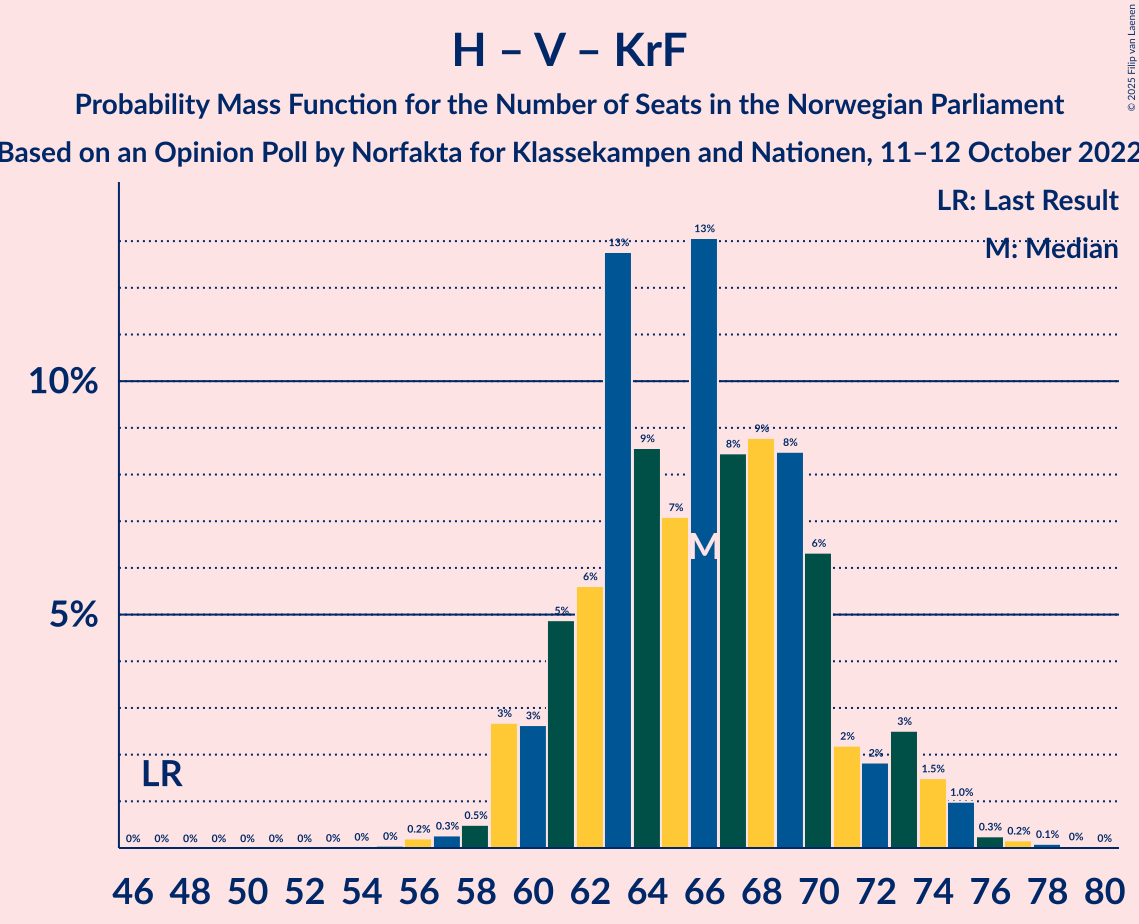 © 2025 Filip van Laenen
H – V – KrF
Probability Mass Function for the Number of Seats in the Norwegian Parliament
Based on an Opinion Poll by Norfakta for Klassekampen and Nationen, 11–12 October 2022
LR: Last Result
M: Median
10%
5%
LR
M
0% 0% 0% 0% 0% 0% 0% 0% 0% 0% 0.2% 0.3% 0.5% 3% 3% 5% 6% 13% 9% 7% 13% 8% 9% 8% 6% 2% 2% 3% 1.5% 1.0% 0.3% 0.2% 0.1% 0% 0%
46 48 50 52 54 56 58 60 62 64 66 68 70 72 74 76 78 80